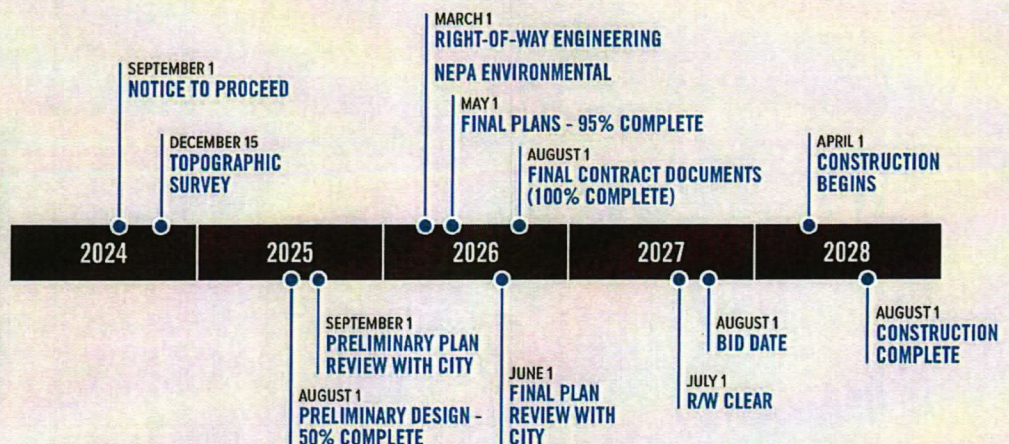 MARCH 1
RIGHT-OF-WAY ENGINEERING
NEPA ENVIRONMENTAL
SEPTEMBER 1
NOTICE TO PROCEED
MAY 1
FINAL PLANS - 95% COMPLETE
DECEMBER 15
TOPOGRAPHIC
SURVEY
AUGUST 1
FINAL CONTRACT DOCUMENTS
(100% COMPLETE)
APRIL 1
CONSTRUCTION
BEGINS
2024
2025
2026
2027
2028
SEPTEMBER 1
PRELIMINARY PLAN
REVIEW WITH CITY
AUGUST 1
PRELIMINARY DESIGN -
50% COMPLETE
JUNE 1
FINAL PLAN
REVIEW WITH
CITY
AUGUST 1
BID DATE
JULY 1
R/W CLEAR
AUGUST 1
CONSTRUCTION
COMPLETE